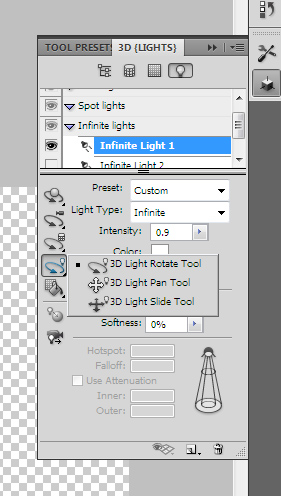 TOOL PRESETS 3D {LIGHTS}
Spot lights
Infinite lights
Infinite Light 1
Infinite Light 2
Preset: Custom
Light Type: Infinite
Intensity: 0.9
Color:
3D Light Rotate Tool
3D Light Pan Tool
3D Light Slide Tool
Softness: 0%
Hotspot:
Falloff:
Use Attenuation
Inner:
Outer: